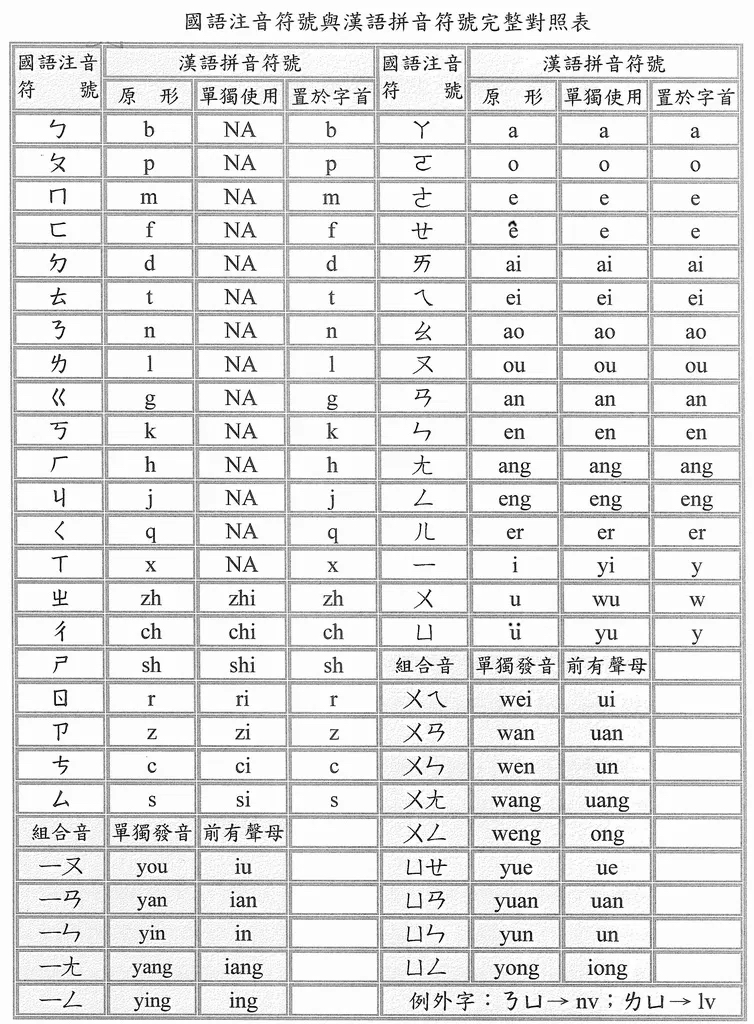 國語注音符號與漢語拼音符號完整對照表
國語注音 漢語拼音符號 國語注音 漢語拼音符號
符 號 原 形 單獨使用 置於字首 符 號 原 形 單獨使用 置於字首
ㄅ b NA b ㄚ a a a
ㄆ p NA p ㄛ o o o
ㄇ m NA m ㄜ e e e
ㄈ f NA f ㄝ ê e e
ㄉ d NA d ㄞ ai ai ai
ㄊ t NA t ㄟ ei ei ei
ㄋ n NA n ㄠ ao ao ao
ㄌ l NA l ㄡ ou ou ou
ㄍ g NA g ㄢ an an an
ㄎ k NA k ㄣ en en en
ㄏ h NA h ㄤ ang ang ang
ㄐ j NA j ㄥ eng eng eng
ㄑ q NA q ㄦ er er er
ㄒ x NA x ㄧ i yi y
ㄓ zh zhi zh ㄨ u wu w
ㄔ ch chi ch ㄩ ü yu y
ㄕ sh shi sh 組合音 單獨發音 前有聲母
ㄖ r ri r ㄨㄟ wei ui
ㄗ z zi z ㄨㄢ wan uan
ㄘ c ci c ㄨㄣ wen un
ㄙ s si s ㄨㄤ wang uang
組合音 單獨發音 前有聲母 ㄨㄥ weng ong
ㄧㄡ you iu ㄩㄝ yue ue
ㄧㄢ yan ian ㄩㄢ yuan uan
ㄧㄣ yin in ㄩㄣ yun un
ㄧㄤ yang iang ㄩㄥ yong iong
ㄧㄥ ying ing 例外字：ㄋㄩ→ nv；ㄌㄩ→ lv